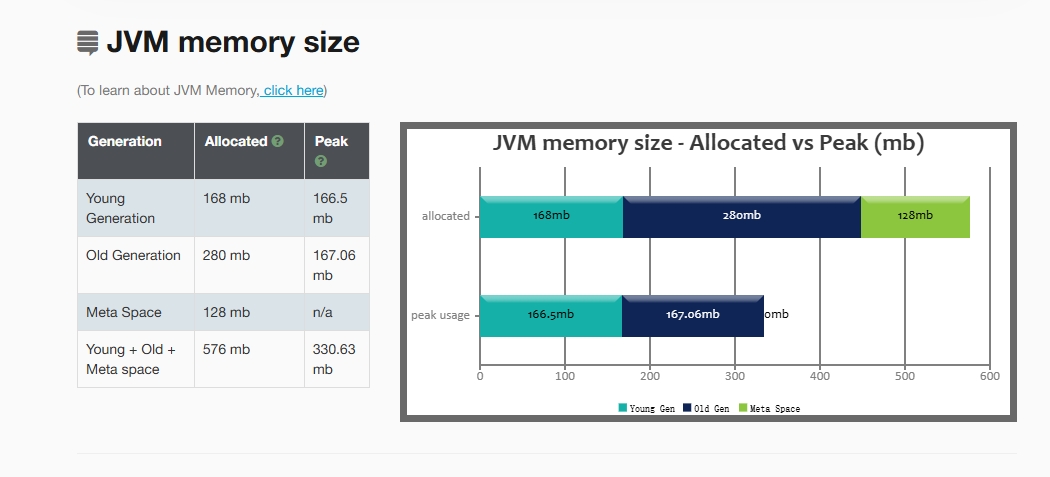 JVM memory size
(To learn about JVM Memory, click here)
Generation Allocated ? Peak ?
Young Generation 168 mb 166.5 mb
Old Generation 280 mb 167.06 mb
Meta Space 128 mb n/a
Young + Old + Meta space 576 mb 330.63 mb
JVM memory size - Allocated vs Peak (mb)
allocated 168mb 280mb 128mb
peak usage 166.5mb 167.06mb 0mb
0 100 200 300 400 500 600
Young Gen Old Gen Meta Space